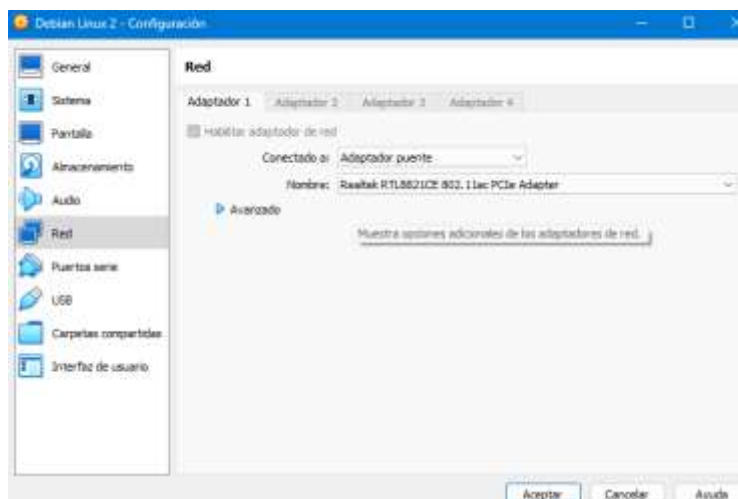 Debian Linux 2 - Configuración
General
Sistema
Pantalla
Almacenamiento
Audio
Red
Puertos serie
USB
Carpetas compartidas
Interfaz de usuario
Red
Adaptador 1 Adaptador 2 Adaptador 3 Adaptador 4
Habilitar adaptador de red
Conectado a: Adaptador puente
Nombre: Realtek RTL8821CE 802.11ac PCIe Adapter
Avanzado
Muestra opciones adicionales de los adaptadores de red.
Aceptar Cancelar Ayuda